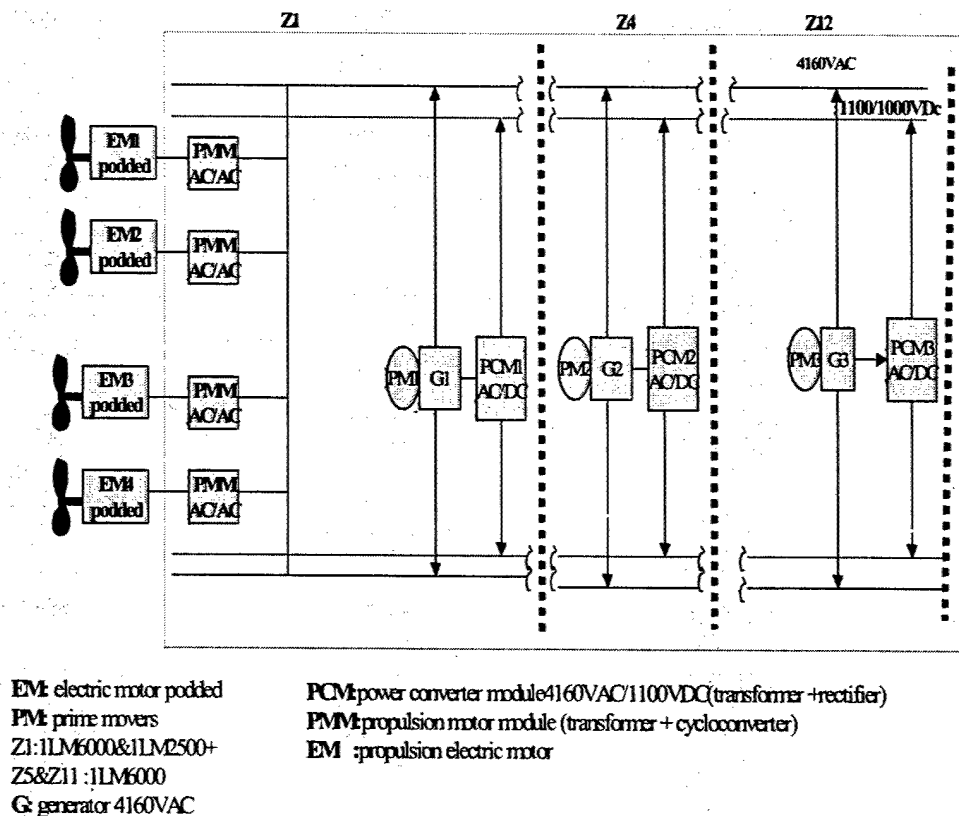 Z1 Z4 Z12
4160VAC
1100/1000VDc
EM1
podded
PMM
AC/AC
EM2
podded
PMM
AC/AC
PM1 G1 PCM1
AC/DC
PM2 G2 PCM2
AC/DC
PM3 G3 PCM3
AC/DC
EM3
podded
PMM
AC/AC
EM4
podded
PMM
AC/AC
EM: electric motor podded
PM: prime movers
Z1:1LM6000&1LM2500+
Z5&Z11 :1LM6000
G: generator 4160VAC
PCM:power converter module4160VAC/1100VDC(transformer +rectifier)
PMM:propulsion motor module (transformer + cycloconverter)
EM :propulsion electric motor